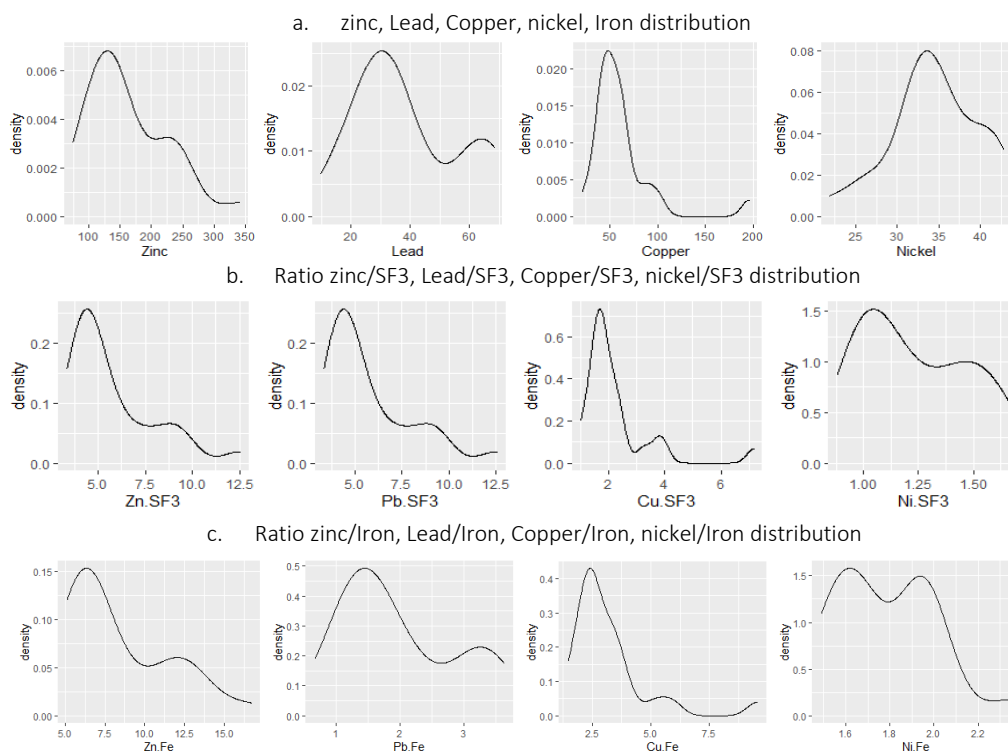 a. zinc, Lead, Copper, nickel, Iron distribution
density
0.006
0.004
0.002
0.000
100 150 200 250 300 350
Zinc
density
0.02
0.01
0.00
20 40 60
Lead
density
0.020
0.015
0.010
0.005
0.000
50 100 150 200
Copper
density
0.08
0.06
0.04
0.02
0.00
25 30 35 40
Nickel
b. Ratio zinc/SF3, Lead/SF3, Copper/SF3, nickel/SF3 distribution
density
0.2
0.1
0.0
5.0 7.5 10.0 12.5
Zn.SF3
density
0.2
0.1
0.0
5.0 7.5 10.0 12.5
Pb.SF3
density
0.6
0.4
0.2
0.0
2 4 6
Cu.SF3
density
1.5
1.0
0.5
0.0
1.00 1.25 1.50
Ni.SF3
c. Ratio zinc/Iron, Lead/Iron, Copper/Iron, nickel/Iron distribution
density
0.15
0.10
0.05
0.00
5.0 7.5 10.0 12.5 15.0
Zn.Fe
density
0.5
0.4
0.3
0.2
0.1
0.0
1 2 3
Pb.Fe
density
0.4
0.3
0.2
0.1
0.0
2.5 5.0 7.5
Cu.Fe
density
1.5
1.0
0.5
0.0
1.6 1.8 2.0 2.2
Ni.Fe